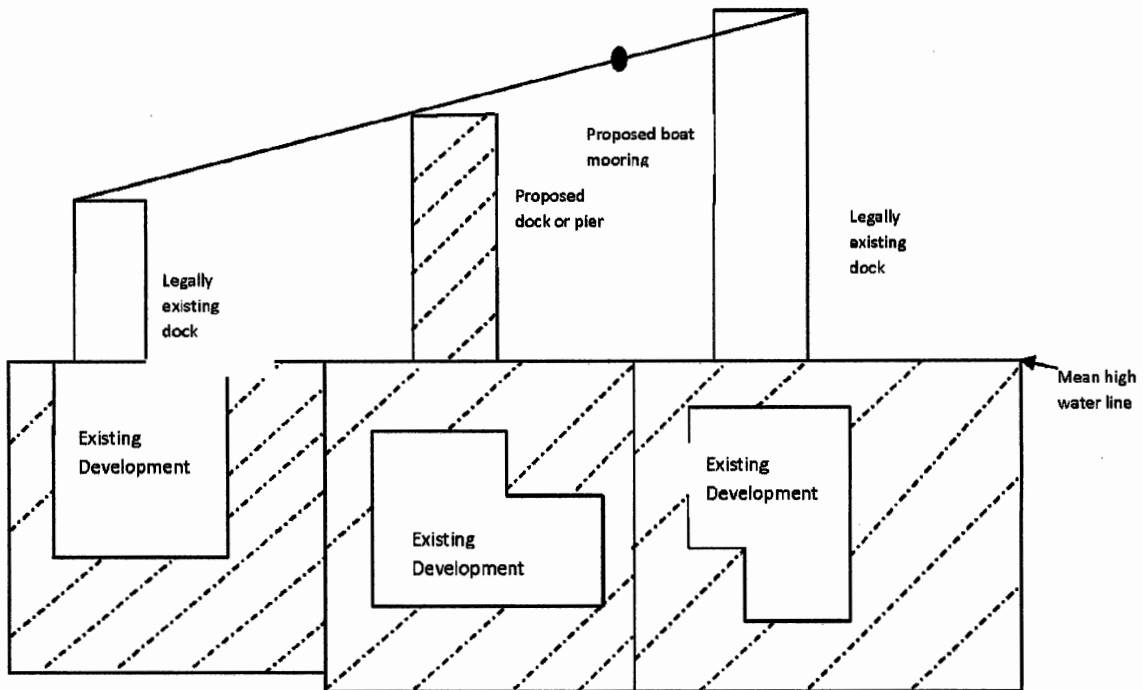 Proposed boat
mooring
Proposed
dock or pier
Legally
existing
dock
Legally
existing
dock
Mean high
water line
Existing
Development
Existing
Development
Existing
Development